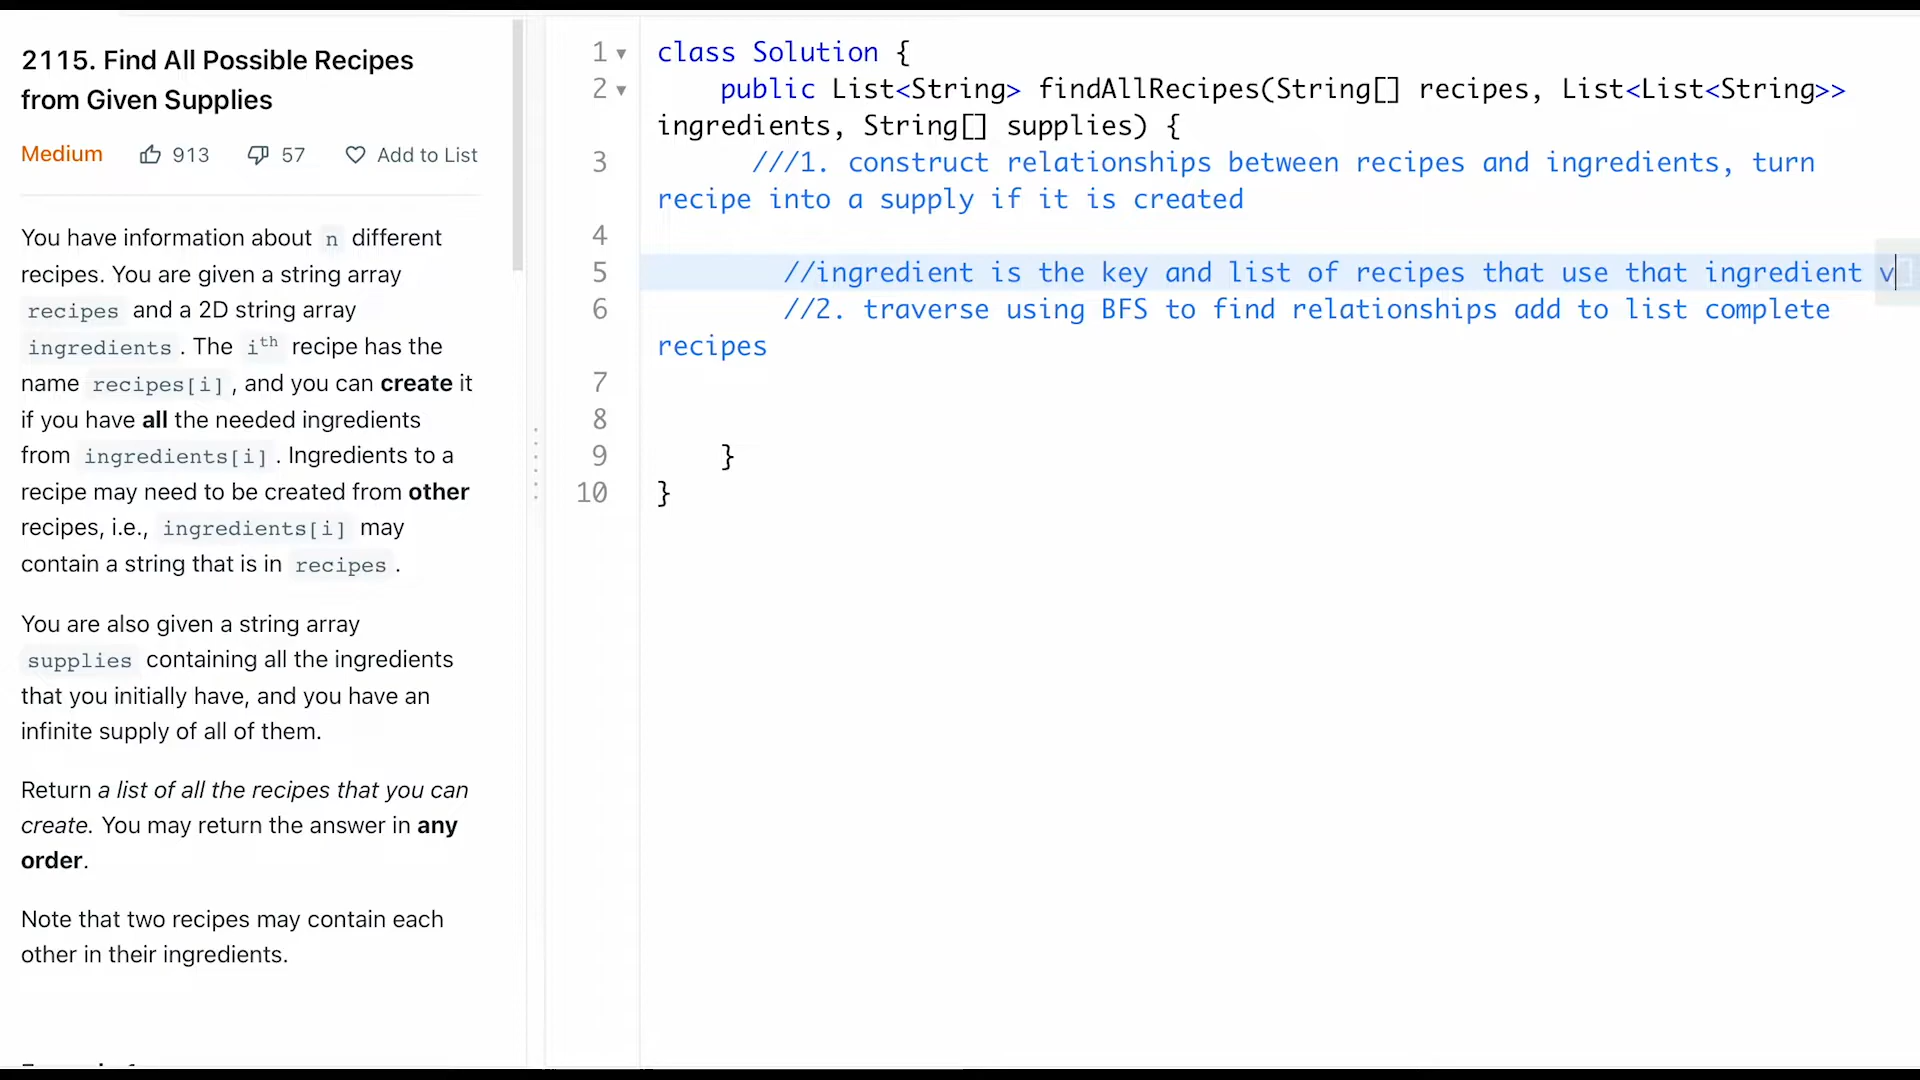 2115. Find All Possible Recipes
from Given Supplies
Medium 913 57 Add to List
You have information about n different
recipes. You are given a string array
recipes and a 2D string array
ingredients . The ith recipe has the
name recipes[i] , and you can create it
if you have all the needed ingredients
from ingredients[i] . Ingredients to a
recipe may need to be created from other
recipes, i.e., ingredients[i] may
contain a string that is in recipes .
You are also given a string array
supplies containing all the ingredients
that you initially have, and you have an
infinite supply of all of them.
Return a list of all the recipes that you can
create. You may return the answer in any
order.
Note that two recipes may contain each
other in their ingredients.
1 class Solution {
2 public List<String> findAllRecipes(String[] recipes, List<List<String>>
ingredients, String[] supplies) {
3 ///1. construct relationships between recipes and ingredients, turn
recipe into a supply if it is created
4
5 //ingredient is the key and list of recipes that use that ingredient v
6 //2. traverse using BFS to find relationships add to list complete
recipes
7
8
9 }
10 }